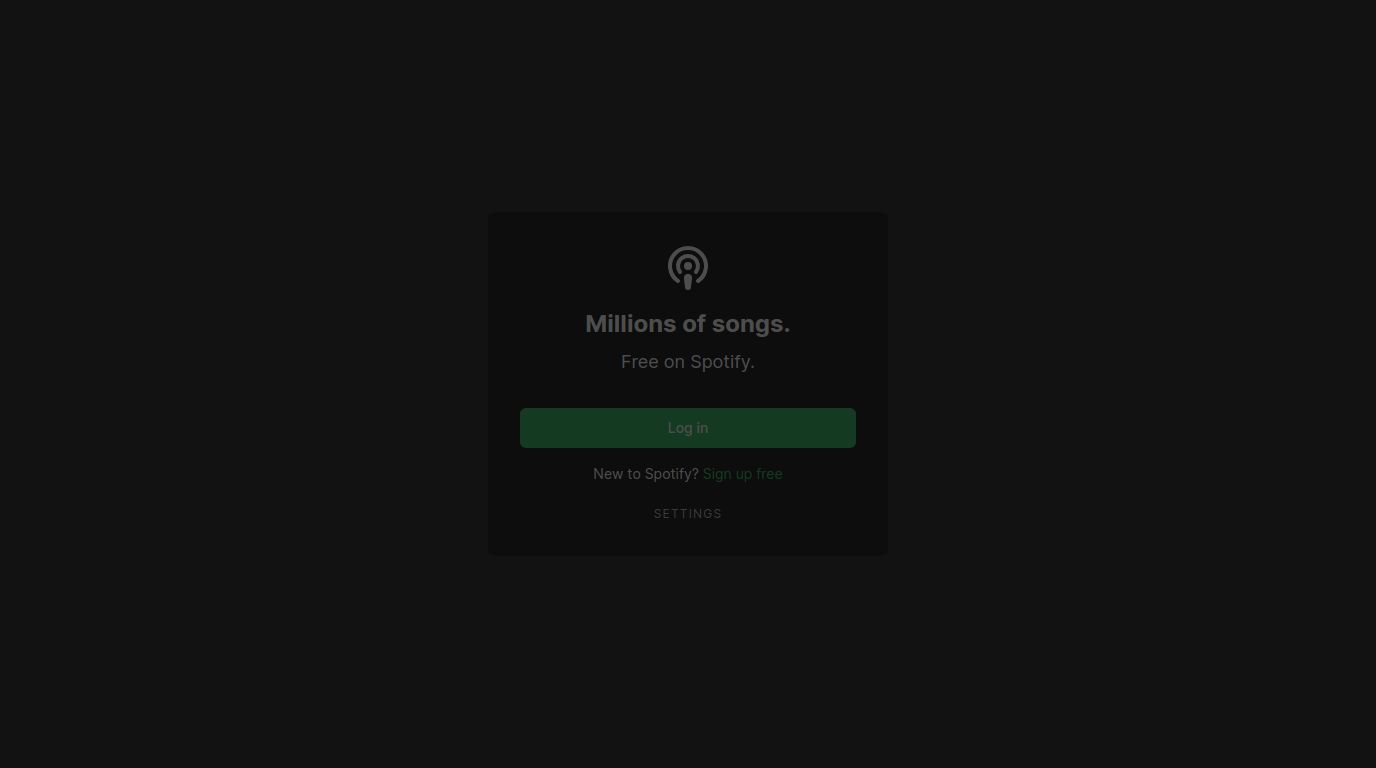 Millions of songs.
Free on Spotify.
Log in
New to Spotify? Sign up free
SETTINGS